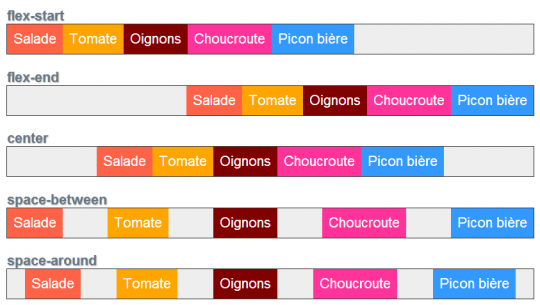 flex-start
Salade Tomate Oignons Choucroute Picon bière
flex-end
Salade Tomate Oignons Choucroute Picon bière
center
Salade Tomate Oignons Choucroute Picon bière
space-between
Salade Tomate Oignons Choucroute Picon bière
space-around
Salade Tomate Oignons Choucroute Picon bière